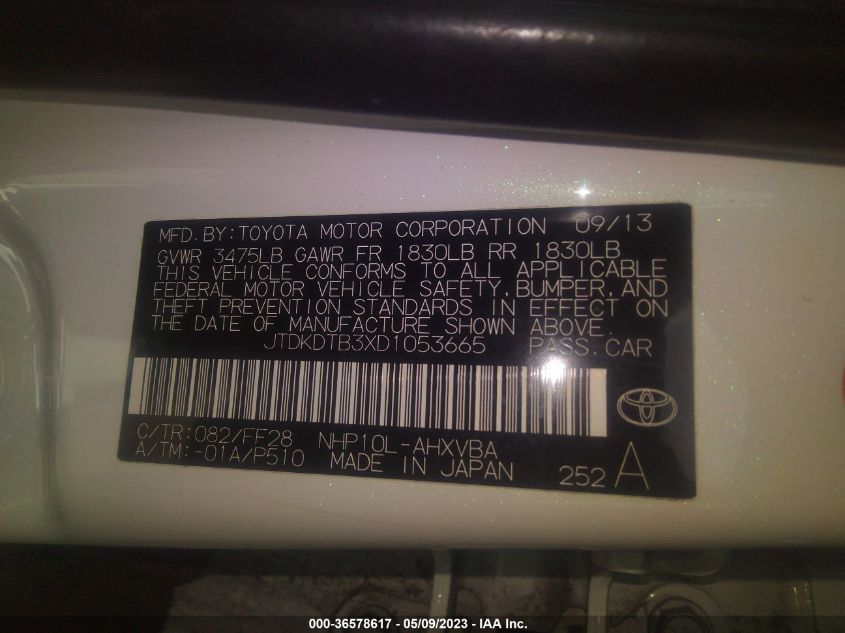 MFD. BY: TOYOTA MOTOR CORPORATION 09/13
GVWR 3475LB GAWR FR 1830LB RR 1830LB
THIS VEHICLE CONFORMS TO ALL APPLICABLE
FEDERAL MOTOR VEHICLE SAFETY, BUMPER, AND
THEFT PREVENTION STANDARDS IN EFFECT ON
THE DATE OF MANUFACTURE SHOWN ABOVE.
JTDKDTB3XD1053665 PASS. CAR
C/TR: 082/FF28 NHP10L-AHXVBA
A/TM: -01A/P510 MADE IN JAPAN 252 A
000-36578617 - 05/09/2023 - IAA Inc.